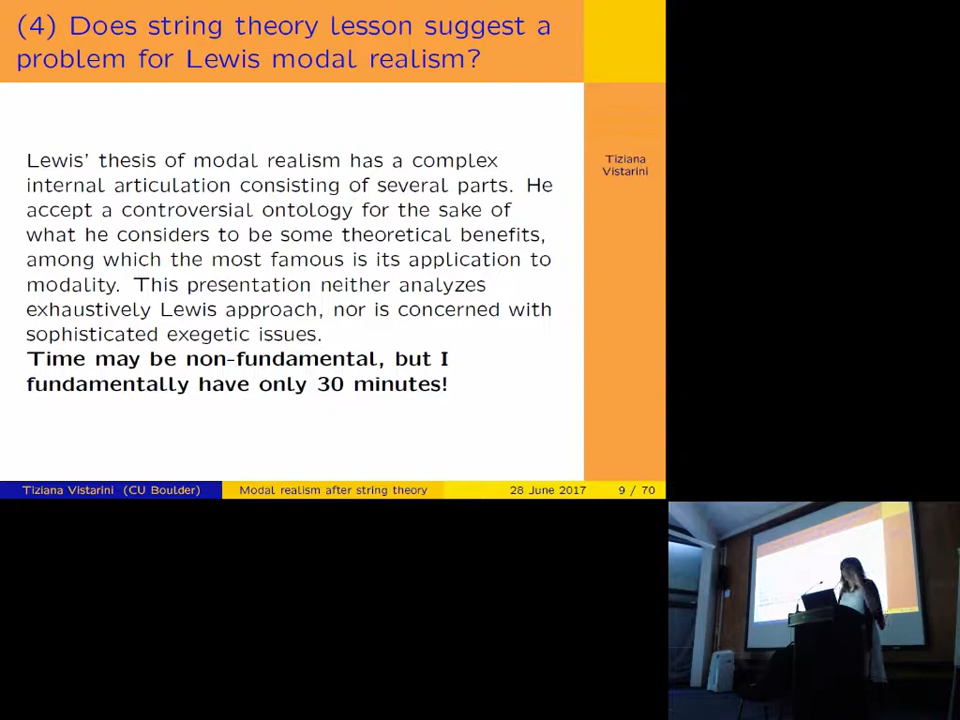 (4) Does string theory lesson suggest a
problem for Lewis modal realism?
Lewis' thesis of modal realism has a complex
internal articulation consisting of several parts. He
accept a controversial ontology for the sake of
what he considers to be some theoretical benefits,
among which the most famous is its application to
modality. This presentation neither analyzes
exhaustively Lewis approach, nor is concerned with
sophisticated exegetic issues.
Time may be non-fundamental, but I
fundamentally have only 30 minutes!
Tiziana
Vistarini
Tiziana Vistarini (CU Boulder)
Modal realism after string theory
28 June 2017
9 / 70